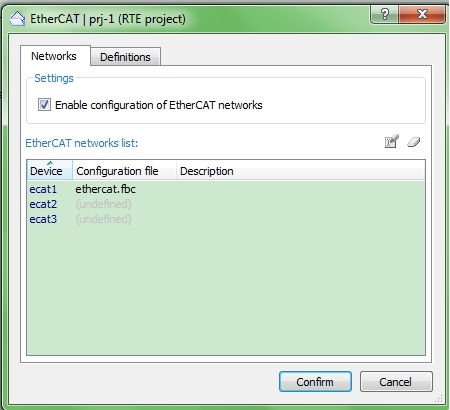 EtherCAT | prj-1 (RTE project)
Networks Definitions
Settings
Enable configuration of EtherCAT networks
EtherCAT networks list:
Device Configuration file Description
ecat1 ethercat.fbc
ecat2 (undefined)
ecat3 (undefined)
Confirm Cancel